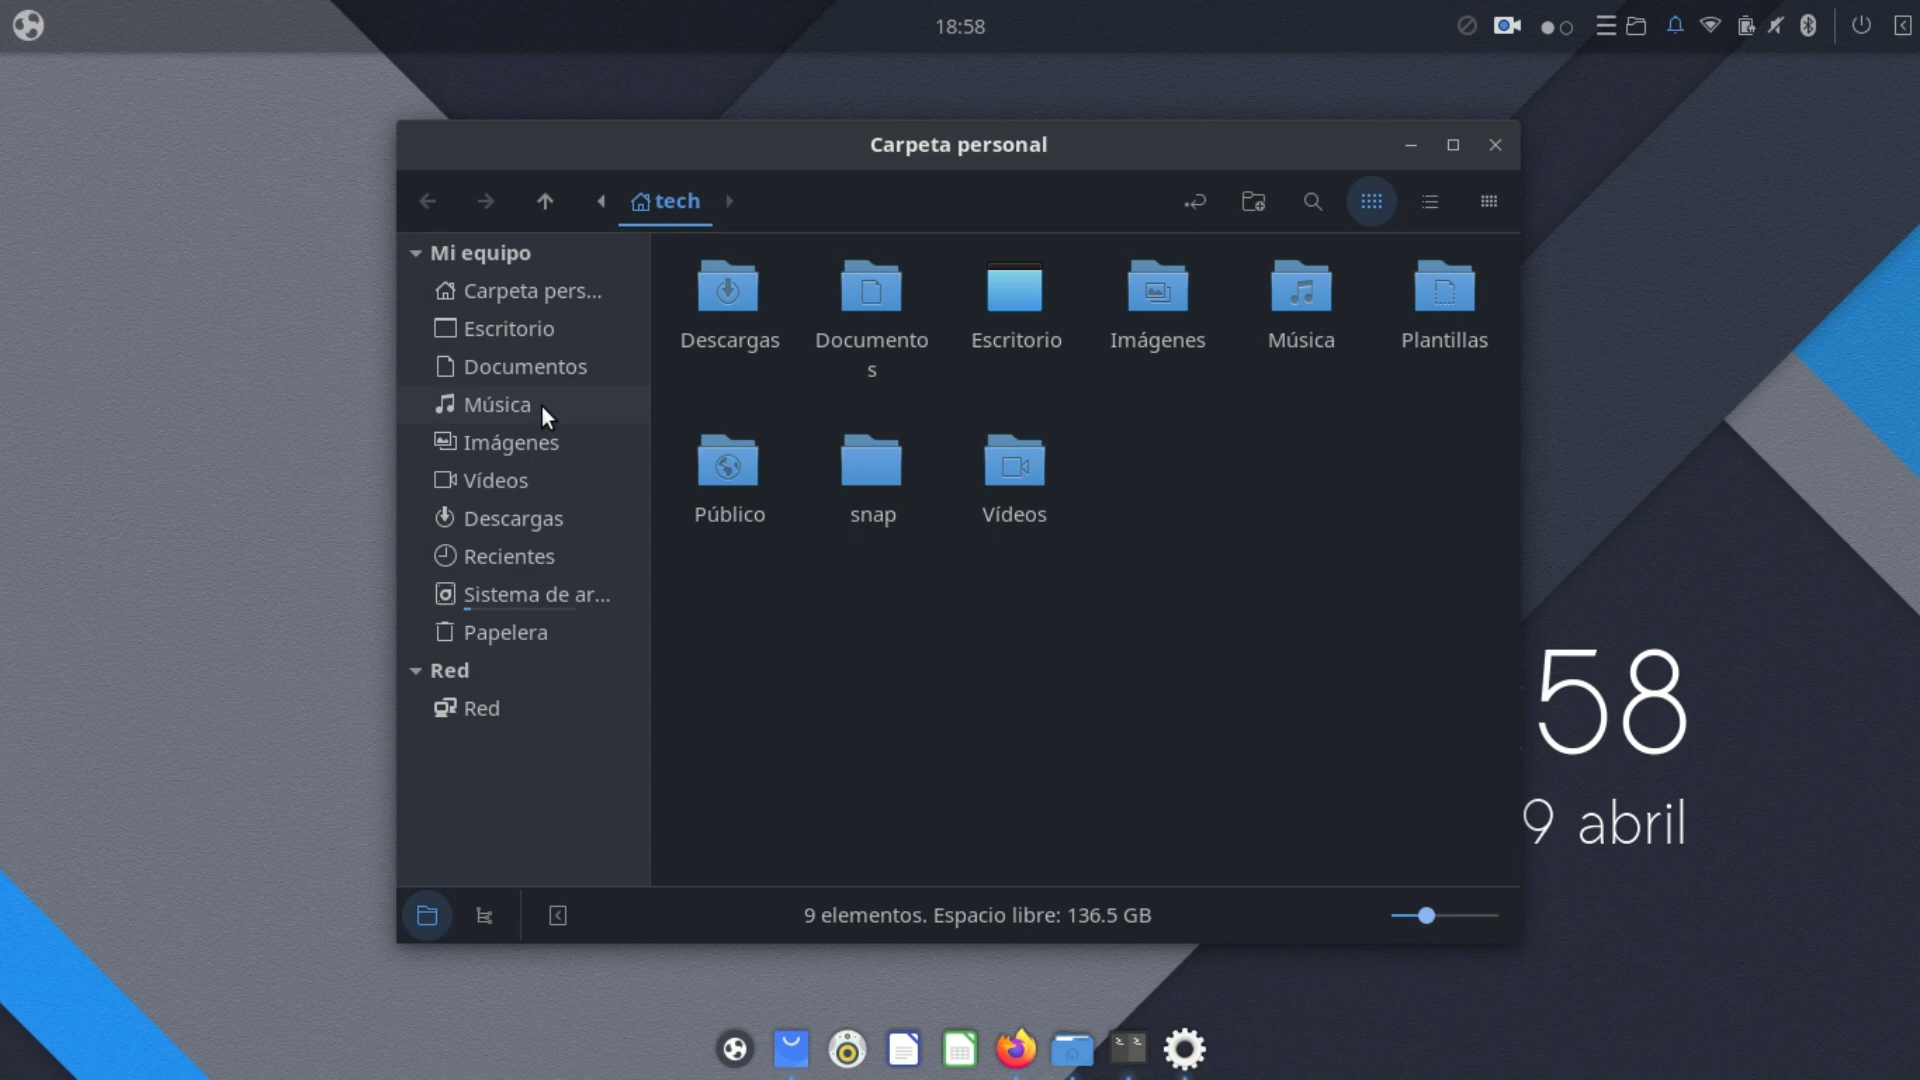 18:58
Carpeta personal
tech
Mi equipo
Carpeta pers...
Escritorio
Documentos
Música
Imágenes
Vídeos
Descargas
Recientes
Sistema de ar...
Papelera
Red
Red
Descargas
Documento
s
Escritorio
Imágenes
Música
Plantillas
Público
snap
Vídeos
9 elementos. Espacio libre: 136.5 GB
58
9 abril